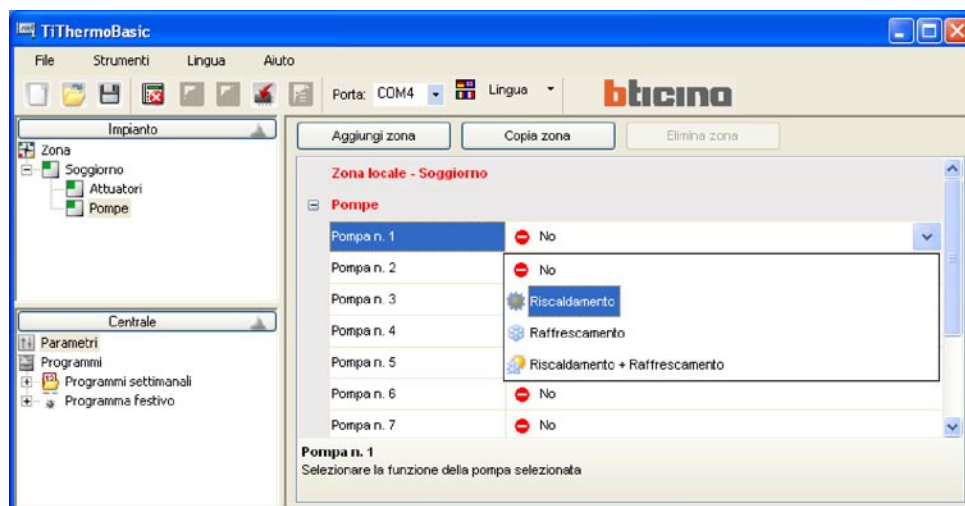 TiThermoBasic
File Strumenti Lingua Aiuto
Porta: COM4 Lingua bticino
Impianto
Zona
Soggiorno
Attuatori
Pompe
Centrale
Parametri
Programmi
Programmi settimanali
Programma festivo
Aggiungi zona Copia zona Elimina zona
Zona locale - Soggiorno
Pompe
Pompa n. 1 No
Pompa n. 2 No
Pompa n. 3 Riscaldamento
Pompa n. 4 Raffrescamento
Pompa n. 5 Riscaldamento + Raffrescamento
Pompa n. 6 No
Pompa n. 7 No
Pompa n. 1
Selezionare la funzione della pompa selezionata